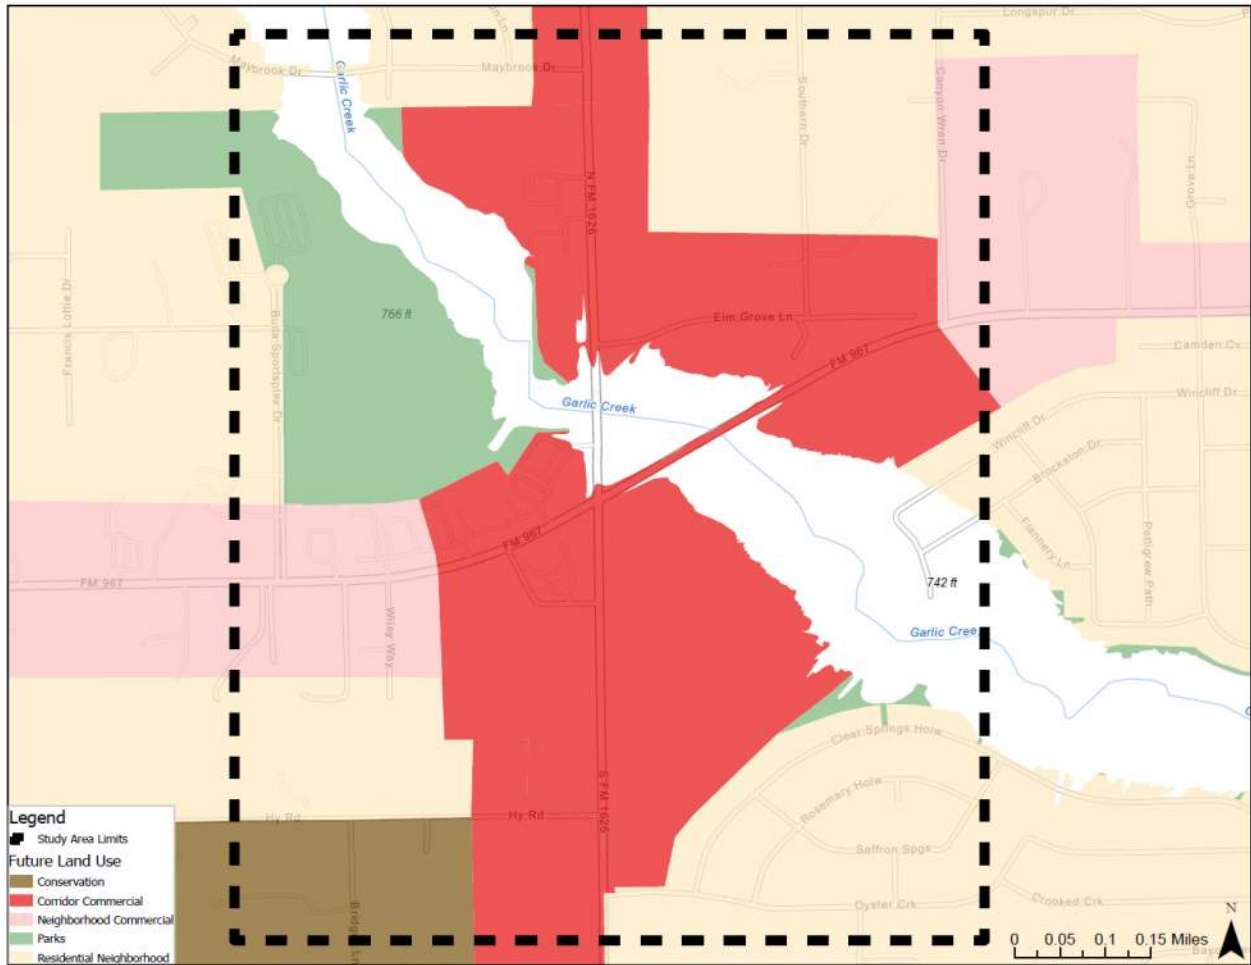 Longspur Dr
Maybrook Dr
Maybrook Dr
Garlic Creek
Southern Dr
Canyon Wren Dr
Grove Ln
N FM 1626
Francis Lottie Dr
766 ft
Buda Sportsplex Dr
Elm Grove Ln
FM 967
Camden Cv
Wincliff Dr
Garlic Creek
Wincliff Dr
Brockston Dr
Flannery Ln
Pettigrew Path
FM 967
FM 967
742 ft
Wiley Way
Garlic Cree
Clear Springs Holw
Rosemary Holw
S FM 1626
Hy Rd
Hy Rd
Saffron Spgs
Oyster Crk
Crooked Crk
Legend
Study Area Limits
Future Land Use
Conservation
Corridor Commercial
Neighborhood Commercial
Parks
Residential Neighborhood
N
0 0.05 0.1 0.15 Miles